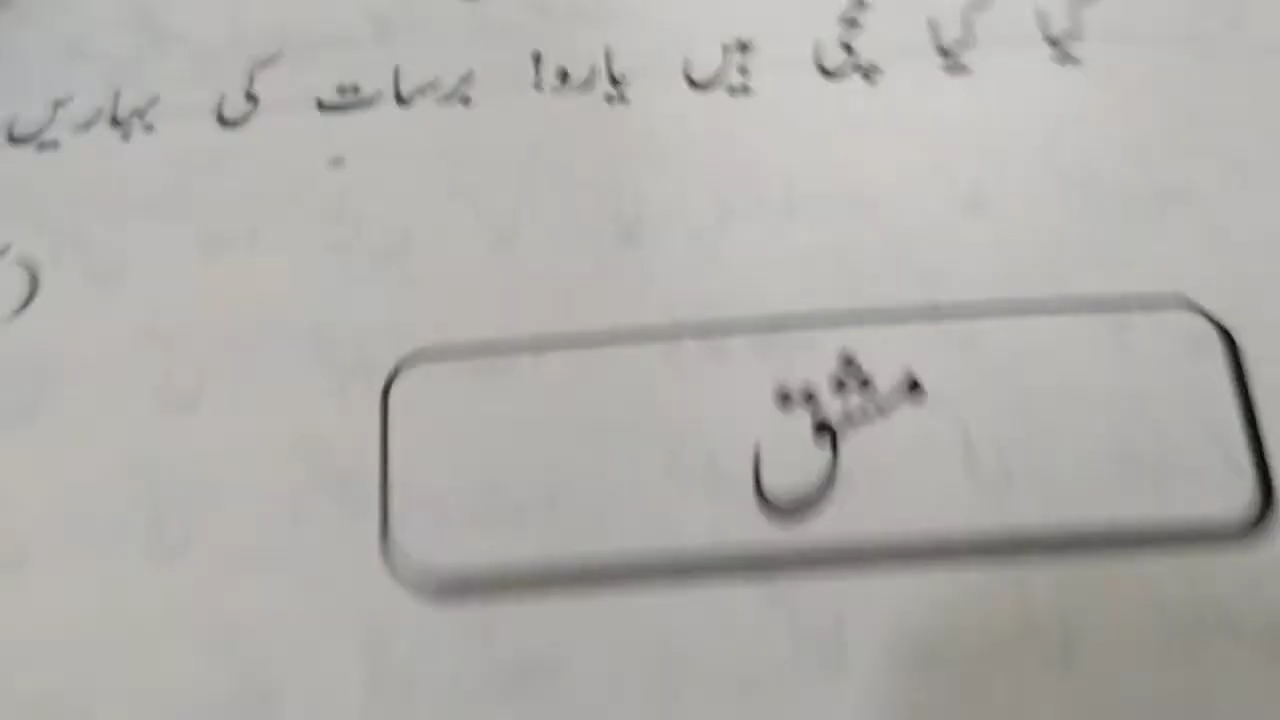 کیا کیا مچی ہیں یارو! برسات کی بہاریں
مشق